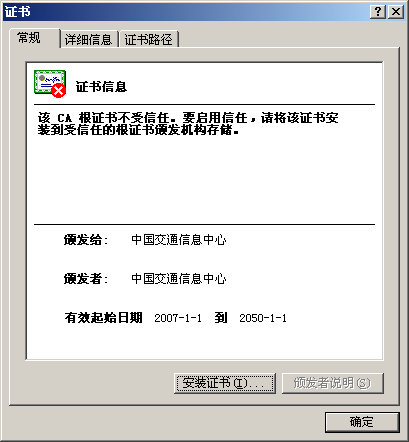 证书
常规 详细信息 证书路径
证书信息
该 CA 根证书不受信任。要启用信任，请将该证书安
装到受信任的根证书颁发机构存储。
颁发给: 中国交通信息中心
颁发者: 中国交通信息中心
有效起始日期 2007-1-1 到 2050-1-1
安装证书(I)... 颁发者说明(S)
确定